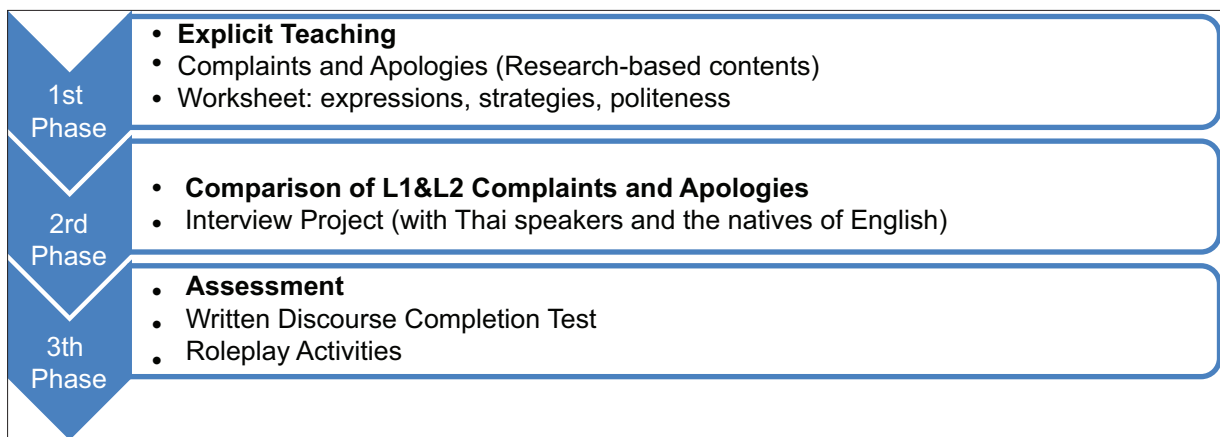 1st
Phase
• Explicit Teaching
• Complaints and Apologies (Research-based contents)
• Worksheet: expressions, strategies, politeness
2rd
Phase
• Comparison of L1&L2 Complaints and Apologies
• Interview Project (with Thai speakers and the natives of English)
3th
Phase
• Assessment
• Written Discourse Completion Test
• Roleplay Activities